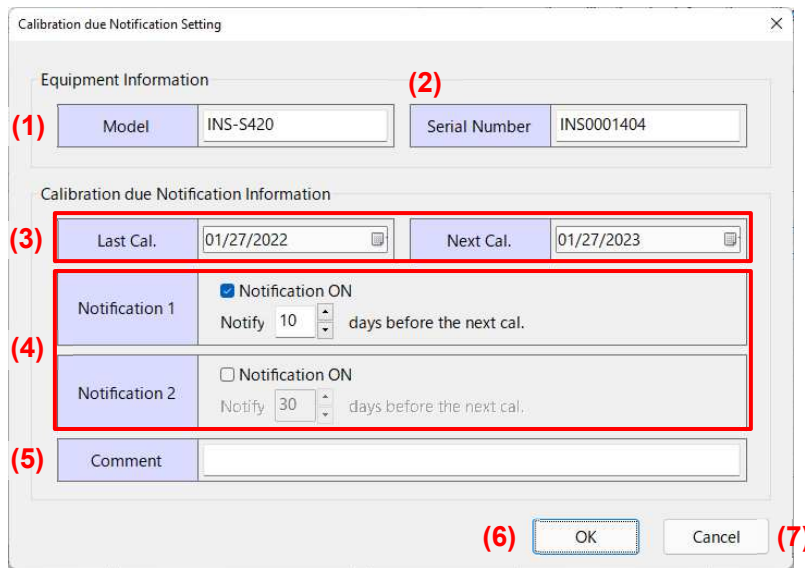 Calibration due Notification Setting
Equipment Information
(2)
(1) Model INS-S420 Serial Number INS0001404
Calibration due Notification Information
(3) Last Cal. 01/27/2022 Next Cal. 01/27/2023
Notification 1
Notification ON
Notify 10 days before the next cal.
(4)
Notification 2
Notification ON
Notify 30 days before the next cal.
(5) Comment
(6) OK Cancel (7)